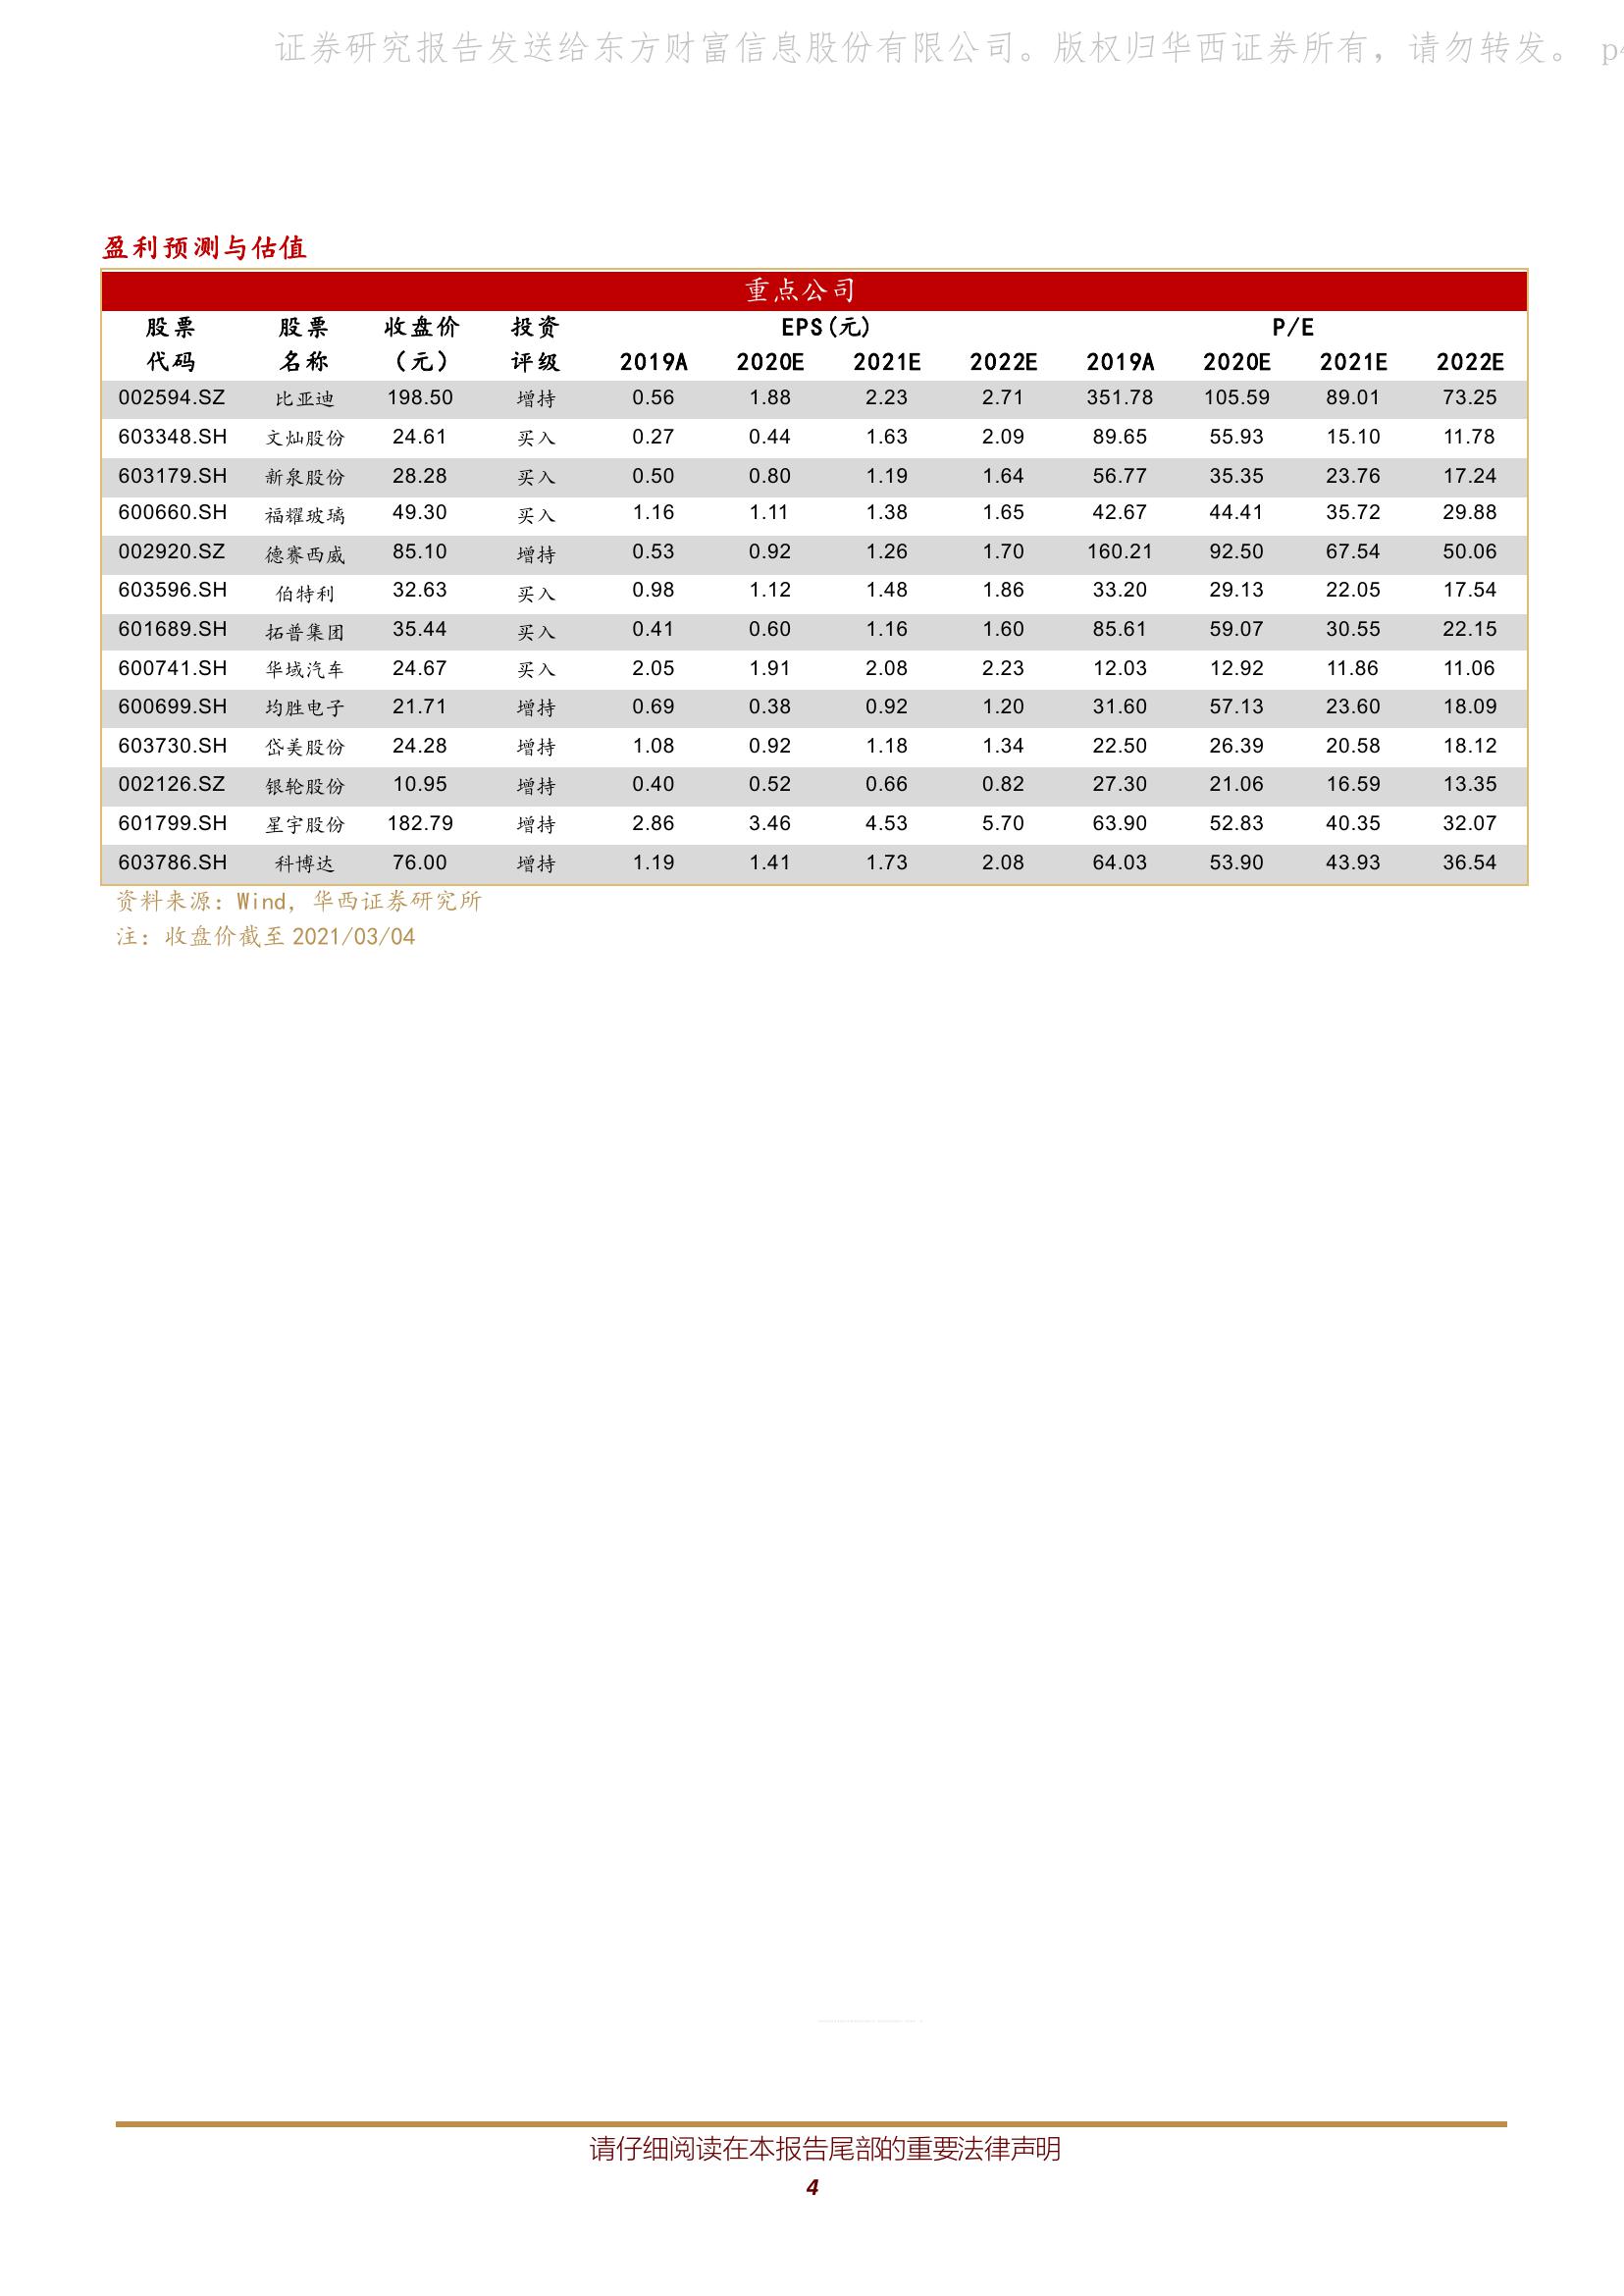 证券研究报告发送给东方财富信息股份有限公司。版权归华西证券所有，请勿转发。 p4
盈利预测与估值
重点公司
股票 股票 收盘价 投资 EPS(元) P/E
代码 名称 （元） 评级 2019A 2020E 2021E 2022E 2019A 2020E 2021E 2022E
002594.SZ 比亚迪 198.50 增持 0.56 1.88 2.23 2.71 351.78 105.59 89.01 73.25
603348.SH 文灿股份 24.61 买入 0.27 0.44 1.63 2.09 89.65 55.93 15.10 11.78
603179.SH 新泉股份 28.28 买入 0.50 0.80 1.19 1.64 56.77 35.35 23.76 17.24
600660.SH 福耀玻璃 49.30 买入 1.16 1.11 1.38 1.65 42.67 44.41 35.72 29.88
002920.SZ 德赛西威 85.10 增持 0.53 0.92 1.26 1.70 160.21 92.50 67.54 50.06
603596.SH 伯特利 32.63 买入 0.98 1.12 1.48 1.86 33.20 29.13 22.05 17.54
601689.SH 拓普集团 35.44 买入 0.41 0.60 1.16 1.60 85.61 59.07 30.55 22.15
600741.SH 华域汽车 24.67 买入 2.05 1.91 2.08 2.23 12.03 12.92 11.86 11.06
600699.SH 均胜电子 21.71 增持 0.69 0.38 0.92 1.20 31.60 57.13 23.60 18.09
603730.SH 岱美股份 24.28 增持 1.08 0.92 1.18 1.34 22.50 26.39 20.58 18.12
002126.SZ 银轮股份 10.95 增持 0.40 0.52 0.66 0.82 27.30 21.06 16.59 13.35
601799.SH 星宇股份 182.79 增持 2.86 3.46 4.53 5.70 63.90 52.83 40.35 32.07
603786.SH 科博达 76.00 增持 1.19 1.41 1.73 2.08 64.03 53.90 43.93 36.54
资料来源：Wind，华西证券研究所
注：收盘价截至 2021/03/04
请仔细阅读在本报告尾部的重要法律声明
4